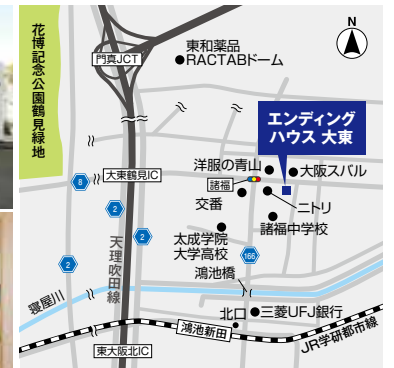 花博記念公園鶴見緑地
N
門真JCT
東和薬品
RACTABドーム
エンディング
ハウス 大東
洋服の青山
大阪スバル
大東鶴見IC
諸福
8
交番
ニトリ
2
諸福中学校
太成学院
大学高校
2
166
天理吹田線
2
鴻池橋
寝屋川
北口
三菱UFJ銀行
鴻池新田
JR学研都市線
東大阪北IC